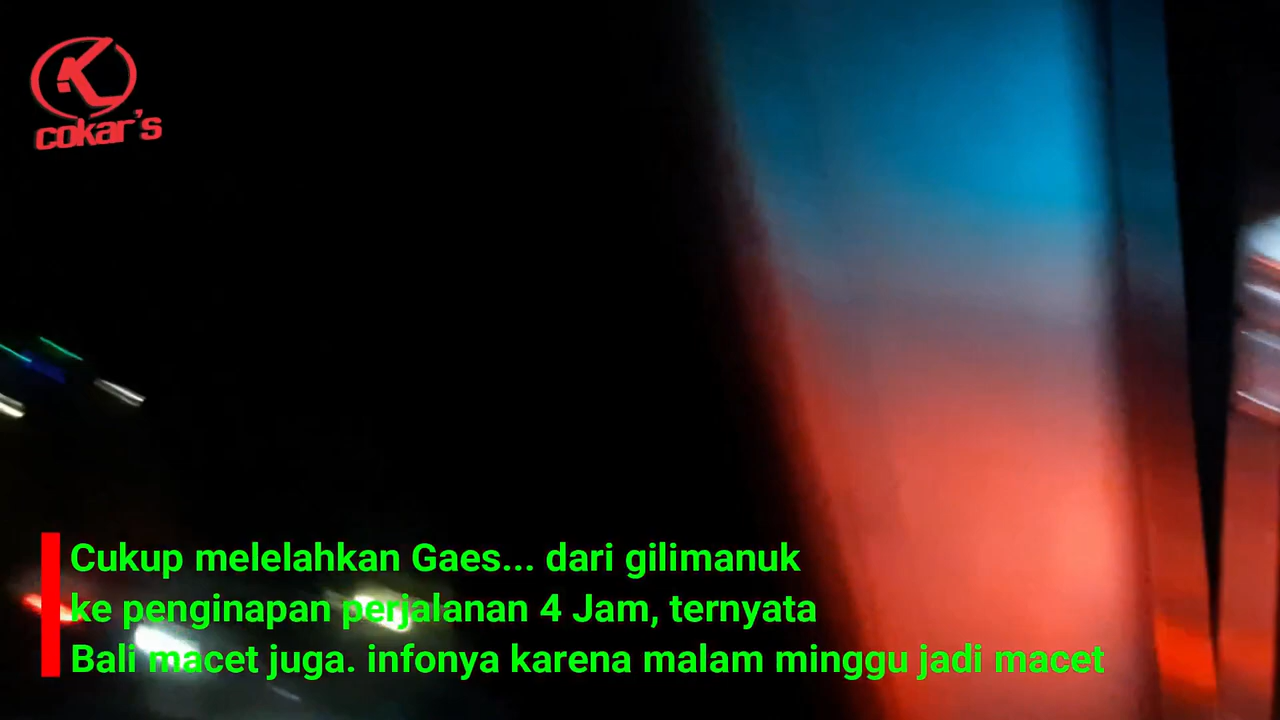 cokar's
Cukup melelahkan Gaes... dari gilimanuk
ke penginapan perjalanan 4 Jam, ternyata
Bali macet juga. infonya karena malam minggu jadi macet